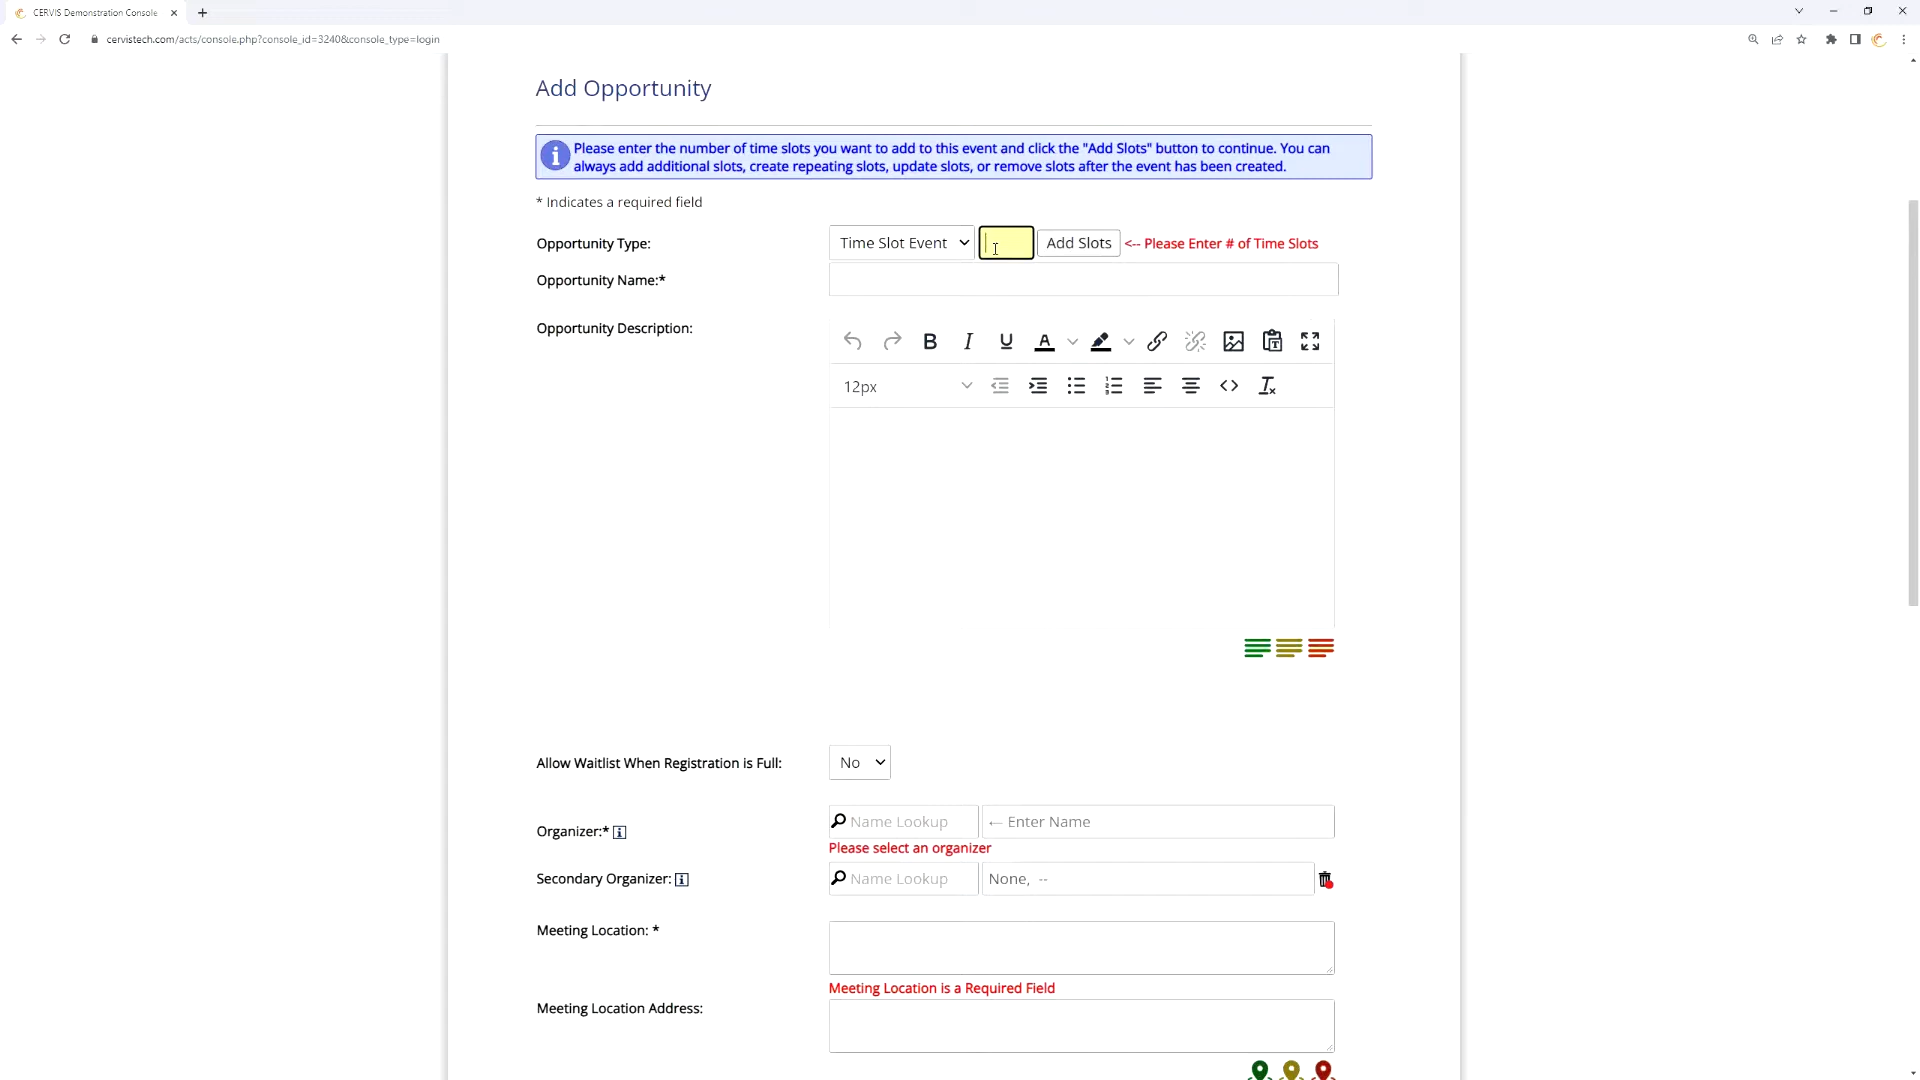 CERVIS Demonstration Console
cervistech.com/acts/console.php?console_id=3240&console_type=login
Add Opportunity
Please enter the number of time slots you want to add to this event and click the "Add Slots" button to continue. You can
always add additional slots, create repeating slots, update slots, or remove slots after the event has been created.
* Indicates a required field
Opportunity Type: Time Slot Event Add Slots <-- Please Enter # of Time Slots
Opportunity Name:*
Opportunity Description:
12px
Allow Waitlist When Registration is Full: No
Organizer:* Name Lookup ← Enter Name
Please select an organizer
Secondary Organizer: Name Lookup None, --
Meeting Location: *
Meeting Location is a Required Field
Meeting Location Address: